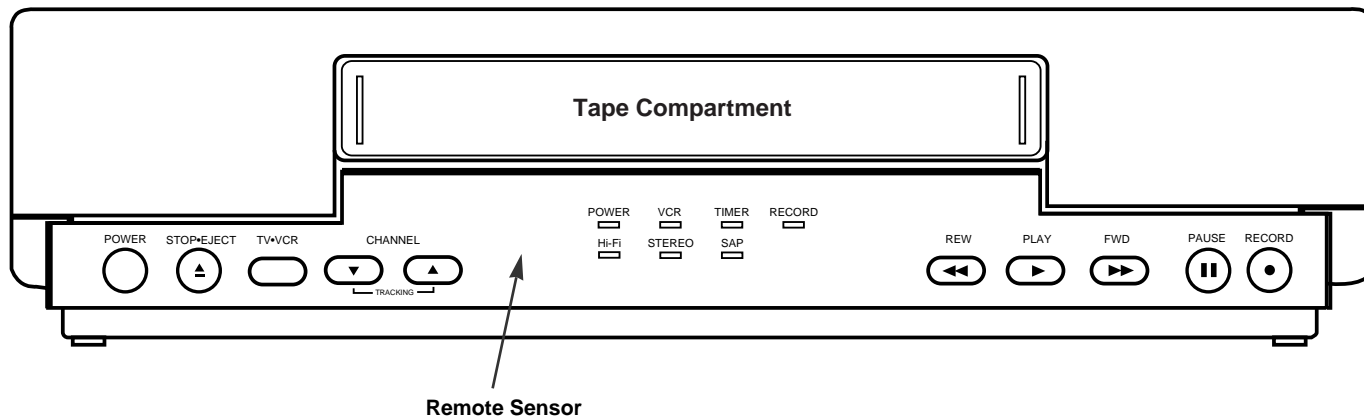 Tape Compartment
POWER VCR TIMER RECORD
POWER STOP•EJECT TV•VCR CHANNEL Hi-Fi STEREO SAP REW PLAY FWD PAUSE RECORD
TRACKING
Remote Sensor